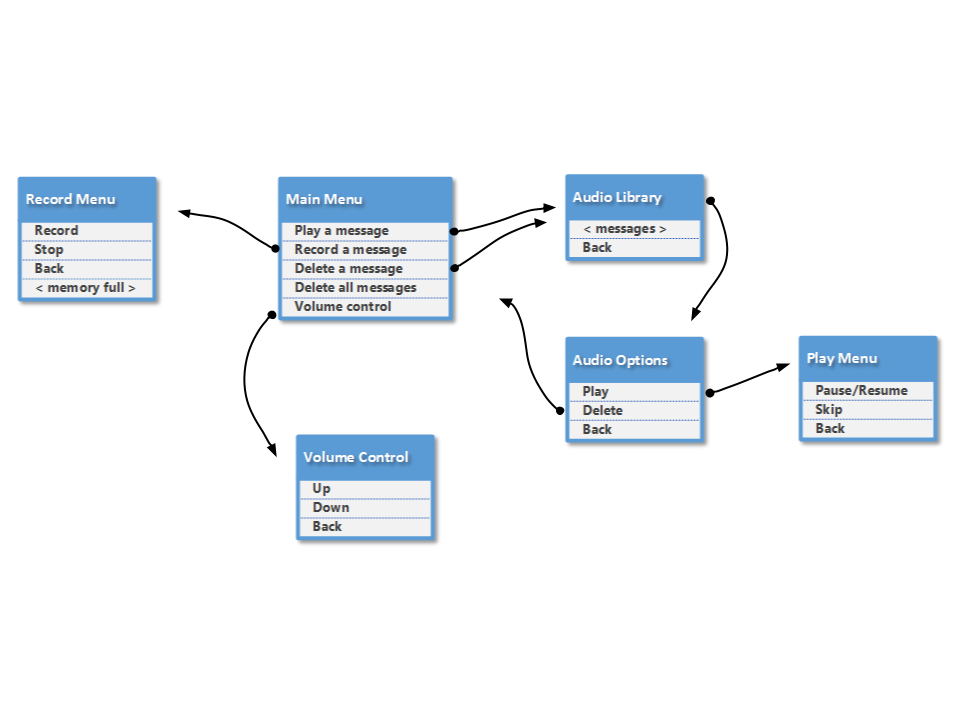 Record Menu
Record
Stop
Back
< memory full >
Main Menu
Play a message
Record a message
Delete a message
Delete all messages
Volume control
Audio Library
< messages >
Back
Audio Options
Play
Delete
Back
Play Menu
Pause/Resume
Skip
Back
Volume Control
Up
Down
Back